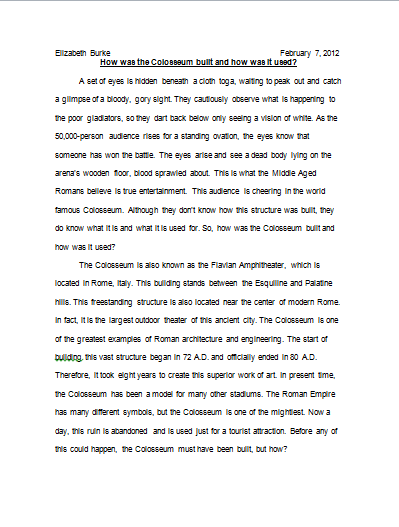 Elizabeth Burke February 7, 2012
How was the Colosseum built and how was it used?
A set of eyes is hidden beneath a cloth toga, waiting to peak out and catch
a glimpse of a bloody, gory sight. They cautiously observe what is happening to
the poor gladiators, so they dart back below only seeing a vision of white. As the
50,000-person audience rises for a standing ovation, the eyes know that
someone has won the battle. The eyes arise and see a dead body lying on the
arena's wooden floor, blood sprawled about. This is what the Middle Aged
Romans believe is true entertainment. This audience is cheering in the world
famous Colosseum. Although they don't know how this structure was built, they
do know what it is and what it is used for. So, how was the Colosseum built and
how was it used?
The Colosseum is also known as the Flavian Amphitheater, which is
located in Rome, Italy. This building stands between the Esquiline and Palatine
hills. This freestanding structure is also located near the center of modern Rome.
In fact, it is the largest outdoor theater of this ancient city. The Colosseum is one
of the greatest examples of Roman architecture and engineering. The start of
building, this vast structure began in 72 A.D. and officially ended in 80 A.D.
Therefore, it took eight years to create this superior work of art. In present time,
the Colosseum has been a model for many other stadiums. The Roman Empire
has many different symbols, but the Colosseum is one of the mightiest. Now a
day, this ruin is abandoned and is used just for a tourist attraction. Before any of
this could happen, the Colosseum must have been built, but how?